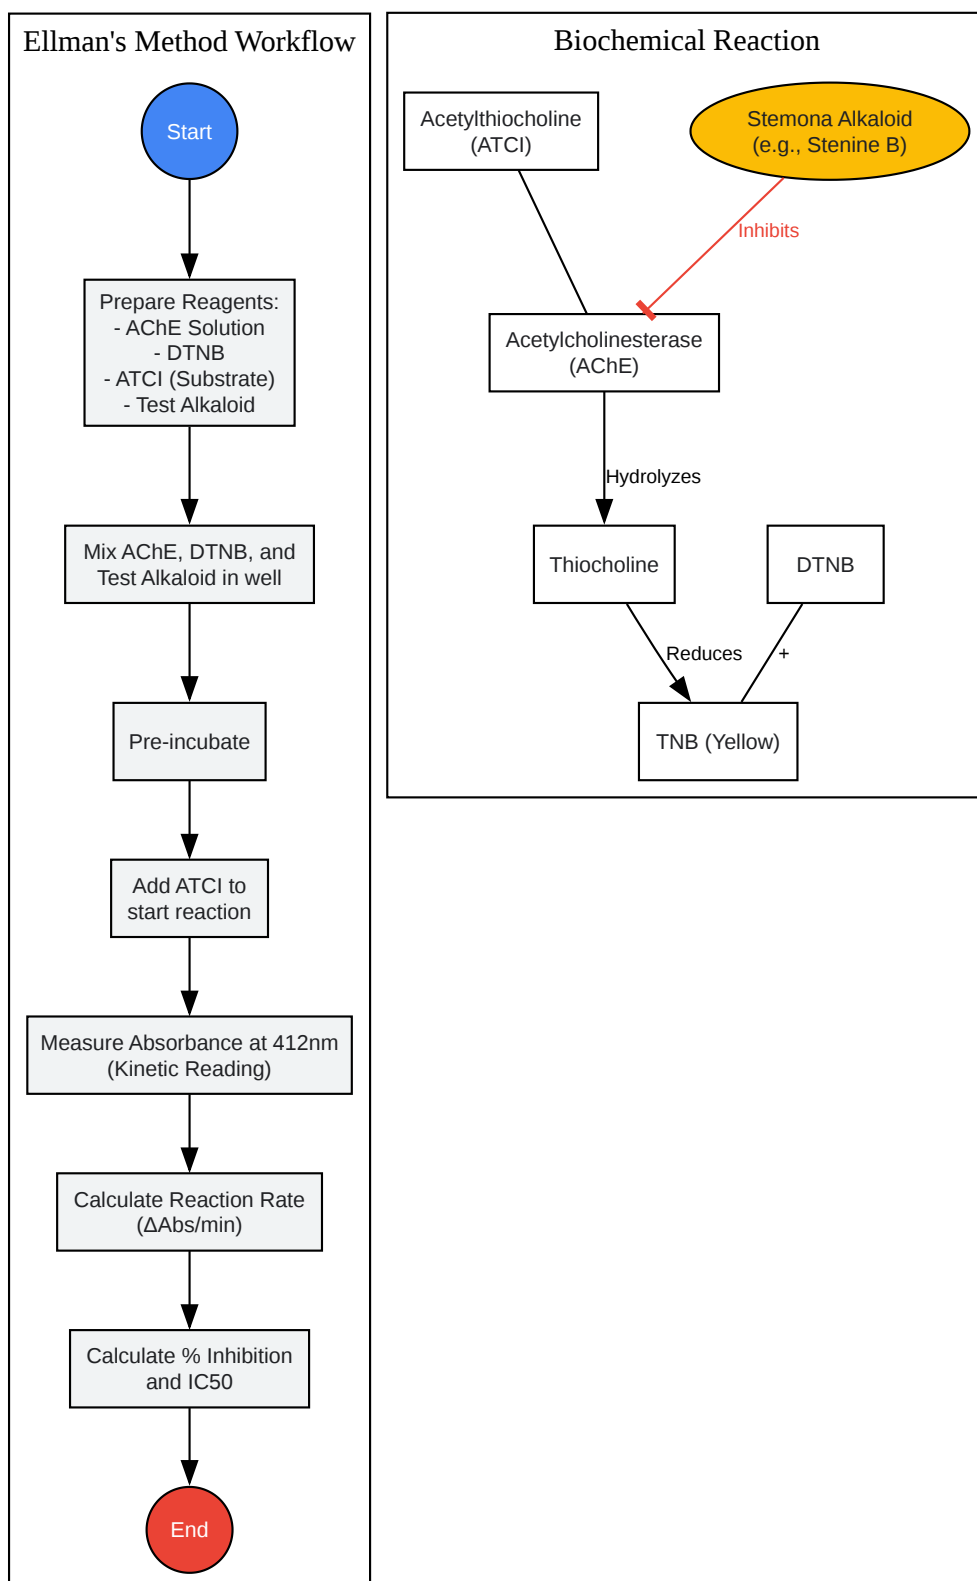 Ellman's Method Workflow
Start
Prepare Reagents:
- AChE Solution
- DTNB
- ATCI (Substrate)
- Test Alkaloid
Mix AChE, DTNB, and
Test Alkaloid in well
Pre-incubate
Add ATCI to
start reaction
Measure Absorbance at 412nm
(Kinetic Reading)
Calculate Reaction Rate
(ΔAbs/min)
Calculate % Inhibition
and IC50
End
Biochemical Reaction
Acetylthiocholine
(ATCI)
Stemona Alkaloid
(e.g., Stenine B)
Inhibits
Acetylcholinesterase
(AChE)
Hydrolyzes
Thiocholine
DTNB
Reduces
+
TNB (Yellow)